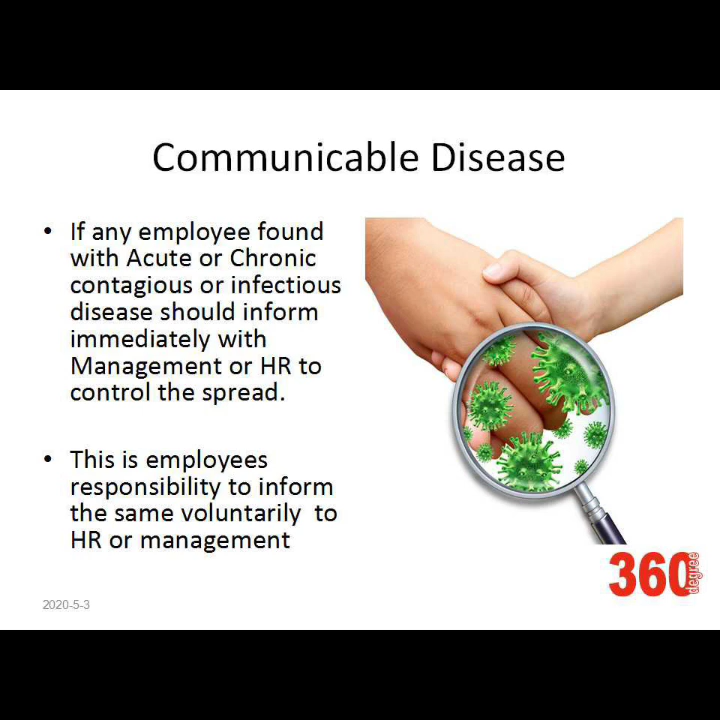 Communicable Disease
• If any employee found
with Acute or Chronic
contagious or infectious
disease should inform
immediately with
Management or HR to
control the spread.
• This is employees
responsibility to inform
the same voluntarily  to
HR or management
360
degree
2020-5-3